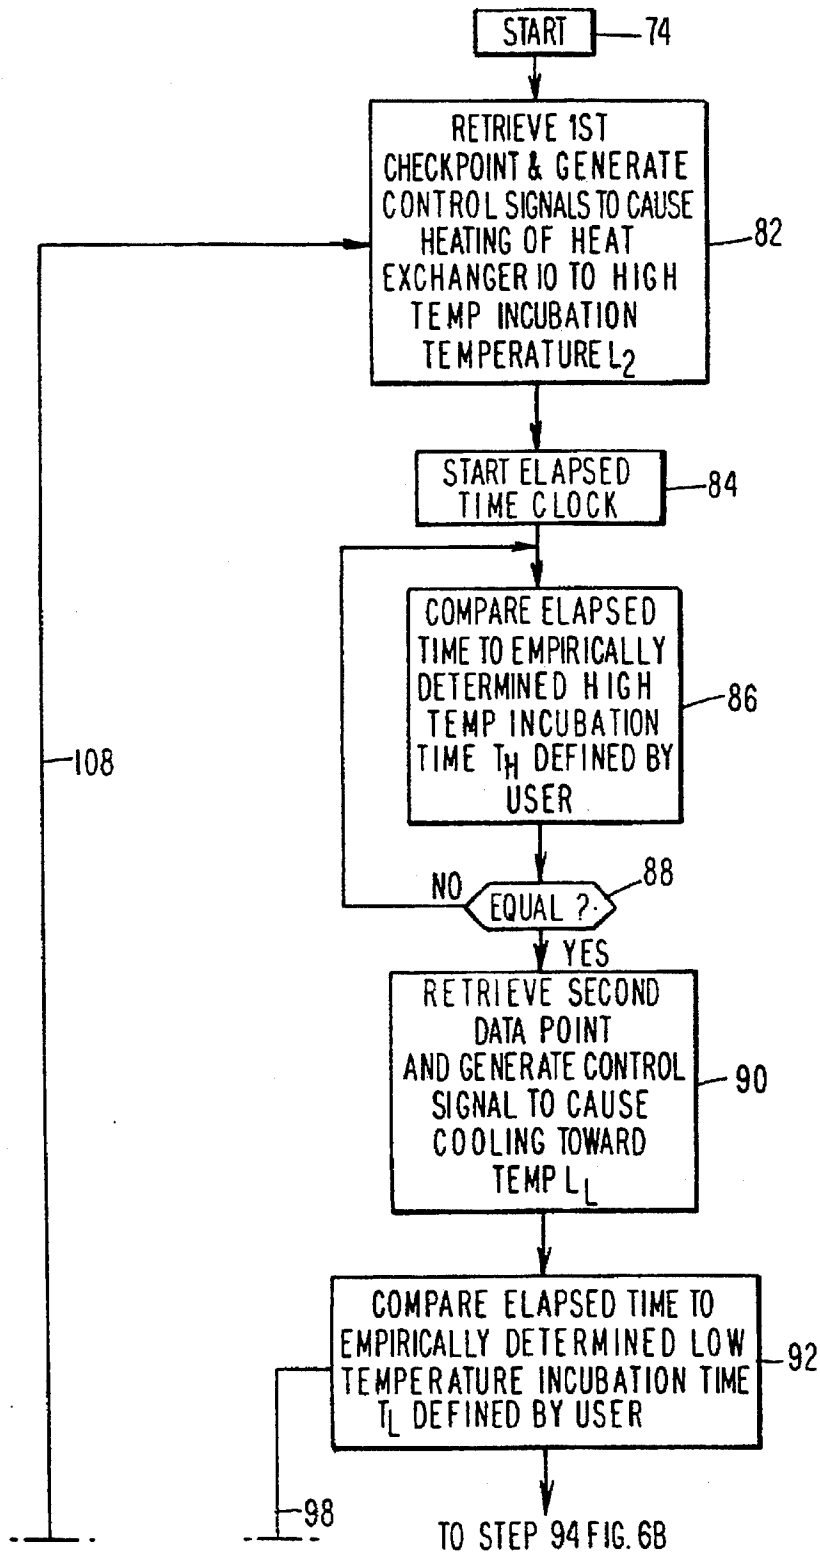 START
74
RETRIEVE 1ST
CHECKPOINT & GENERATE
CONTROL SIGNALS TO CAUSE
HEATING OF HEAT
EXCHANGER 10 TO HIGH
TEMP INCUBATION
TEMPERATURE L2
82
START ELAPSED
TIME CLOCK
84
COMPARE ELAPSED
TIME TO EMPIRICALLY
DETERMINED HIGH
TEMP INCUBATION
TIME TH DEFINED BY
USER
86
108
NO
EQUAL ?
88
YES
RETRIEVE SECOND
DATA POINT
AND GENERATE CONTROL
SIGNAL TO CAUSE
COOLING TOWARD
TEMP LL
90
COMPARE ELAPSED TIME TO
EMPIRICALLY DETERMINED LOW
TEMPERATURE INCUBATION TIME
TL DEFINED BY USER
92
98
TO STEP 94 FIG. 6B